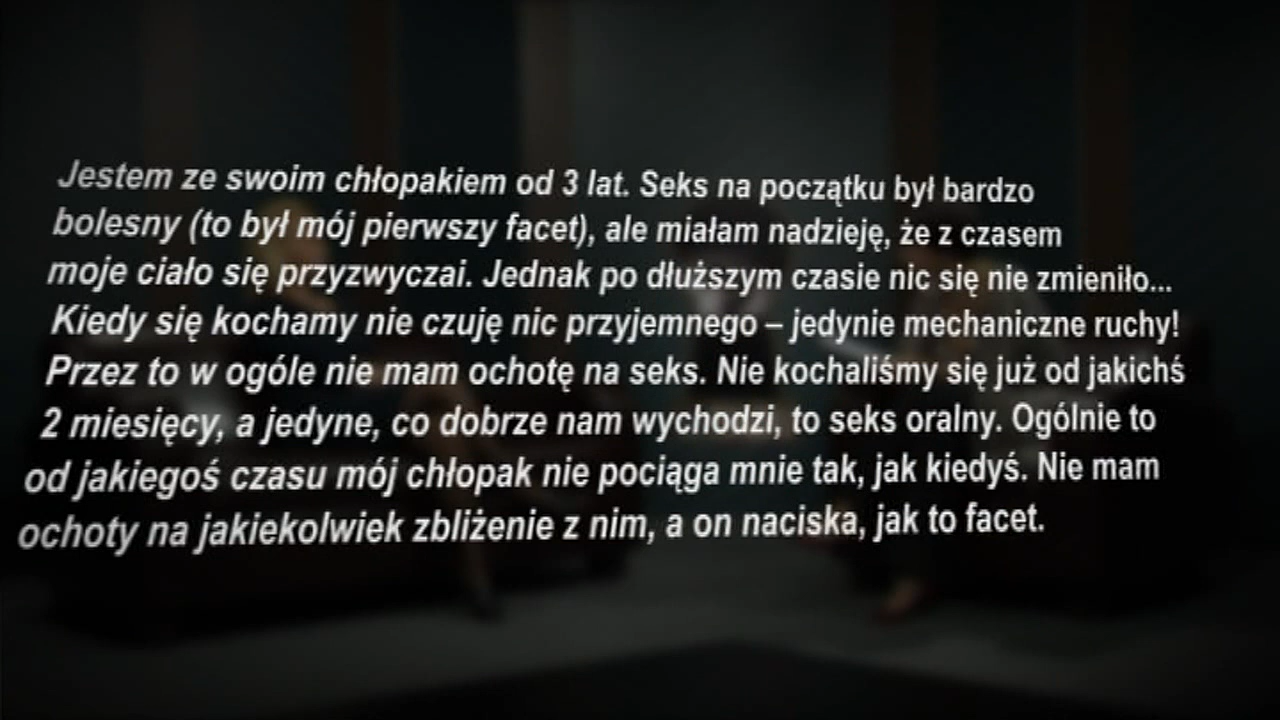 Jestem ze swoim chłopakiem od 3 lat. Seks na początku był bardzo
bolesny (to był mój pierwszy facet), ale miałam nadzieję, że z czasem
moje ciało się przyzwyczai. Jednak po dłuższym czasie nic się nie zmieniło...
Kiedy się kochamy nie czuję nic przyjemnego – jedynie mechaniczne ruchy!
Przez to w ogóle nie mam ochotę na seks. Nie kochaliśmy się już od jakichś
2 miesięcy, a jedyne, co dobrze nam wychodzi, to seks oralny. Ogólnie to
od jakiegoś czasu mój chłopak nie pociąga mnie tak, jak kiedyś. Nie mam
ochoty na jakiekolwiek zbliżenie z nim, a on naciska, jak to facet.